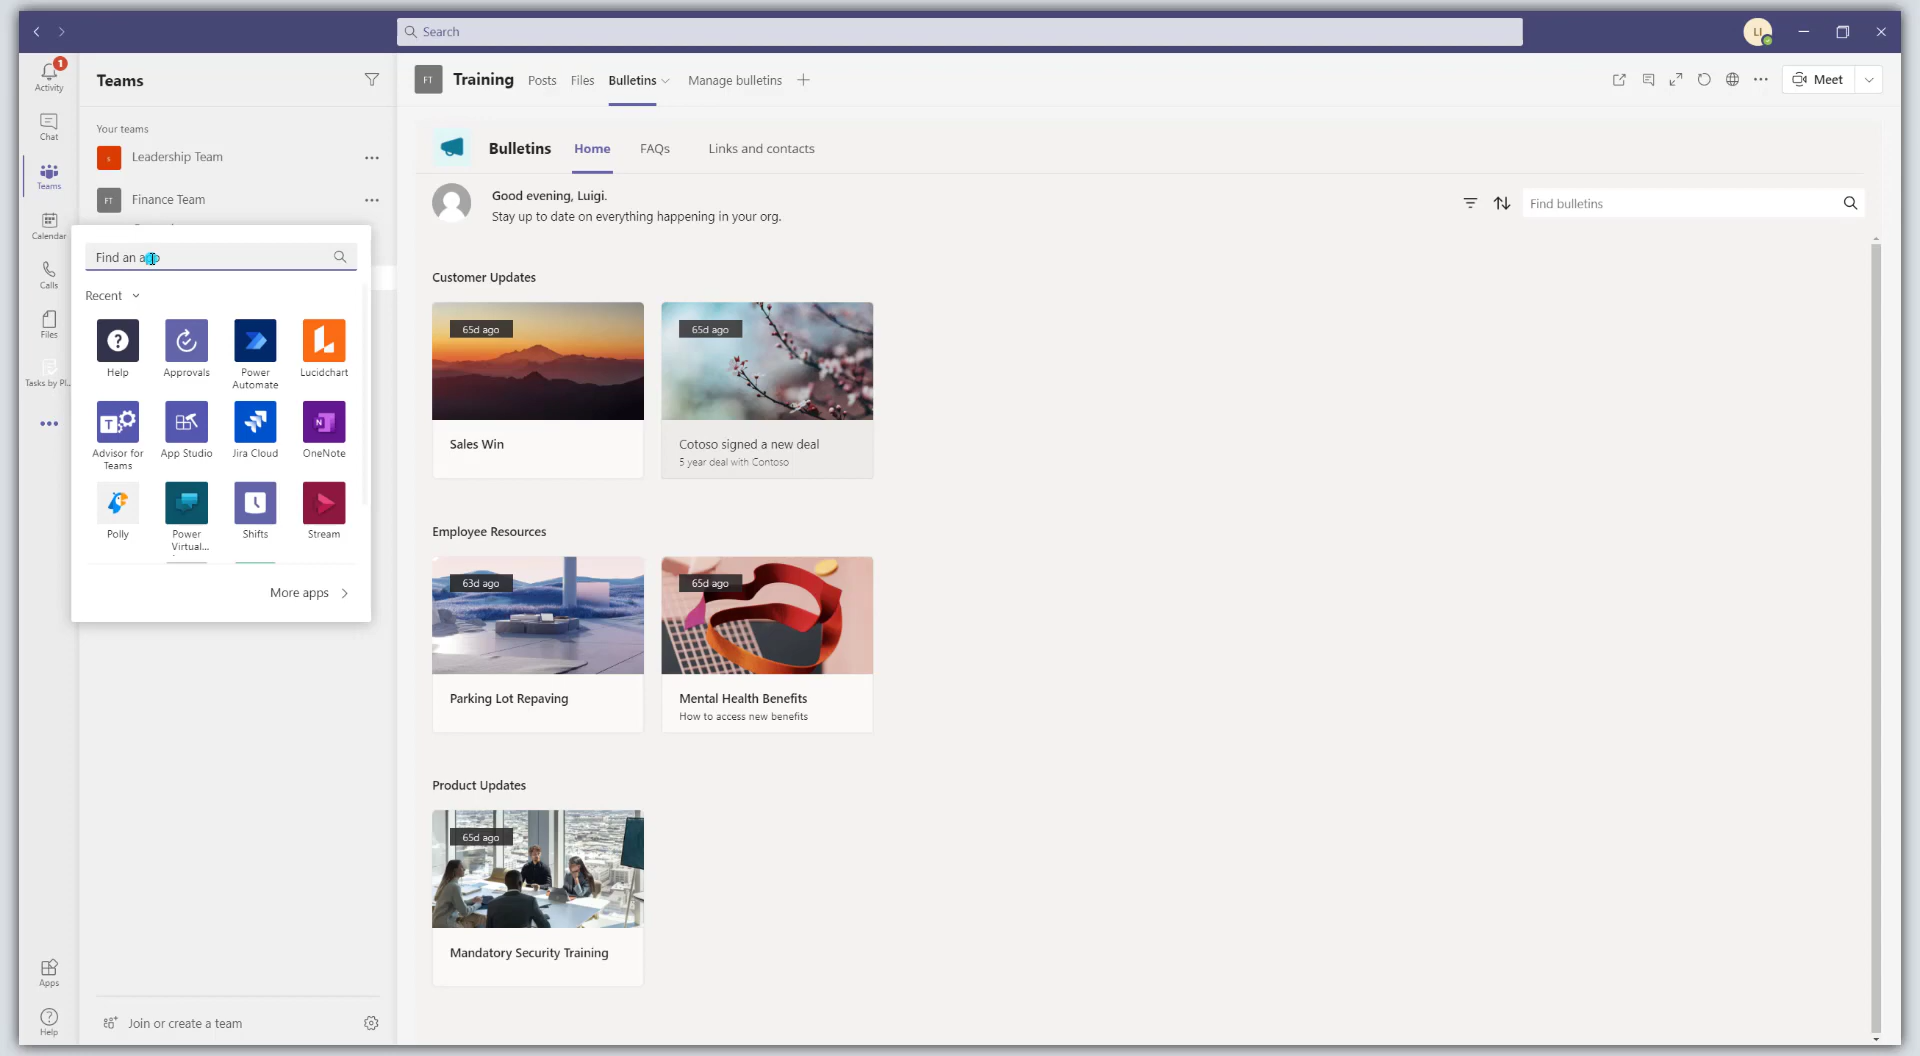 Search
LI
1
Activity
Chat
Teams
Calendar
Calls
Files
Tasks by Pl...
Apps
Help
Teams
Your teams
Leadership Team
FT
Finance Team
Find an app
Recent
Help
Approvals
Power
Automate
Lucidchart
Advisor for
Teams
App Studio
Jira Cloud
OneNote
Polly
Power
Virtual...
Shifts
Stream
More apps
Join or create a team
FT
Training
Posts
Files
Bulletins
Manage bulletins
Meet
Bulletins
Home
FAQs
Links and contacts
Good evening, Luigi.
Stay up to date on everything happening in your org.
Find bulletins
Customer Updates
65d ago
Sales Win
65d ago
Cotoso signed a new deal
5 year deal with Contoso
Employee Resources
63d ago
Parking Lot Repaving
65d ago
Mental Health Benefits
How to access new benefits
Product Updates
65d ago
Mandatory Security Training